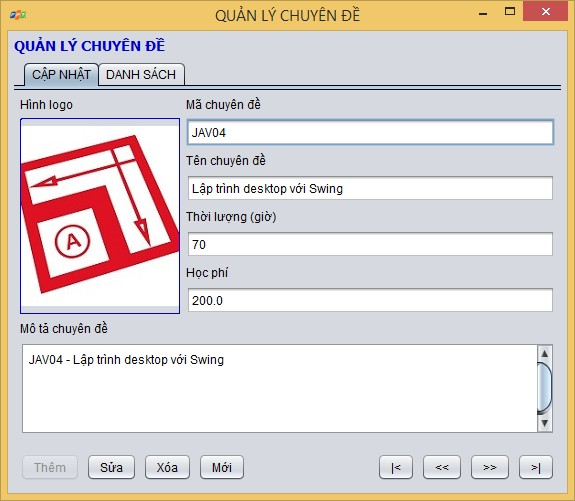 QUẢN LÝ CHUYÊN ĐỀ
QUẢN LÝ CHUYÊN ĐỀ
CẬP NHẬT DANH SÁCH
Hình logo
A
Mã chuyên đề
JAV04
Tên chuyên đề
Lập trình desktop với Swing
Thời lượng (giờ)
70
Học phí
200.0
Mô tả chuyên đề
JAV04 - Lập trình desktop với Swing
Thêm Sửa Xóa Mới |< << >> >|